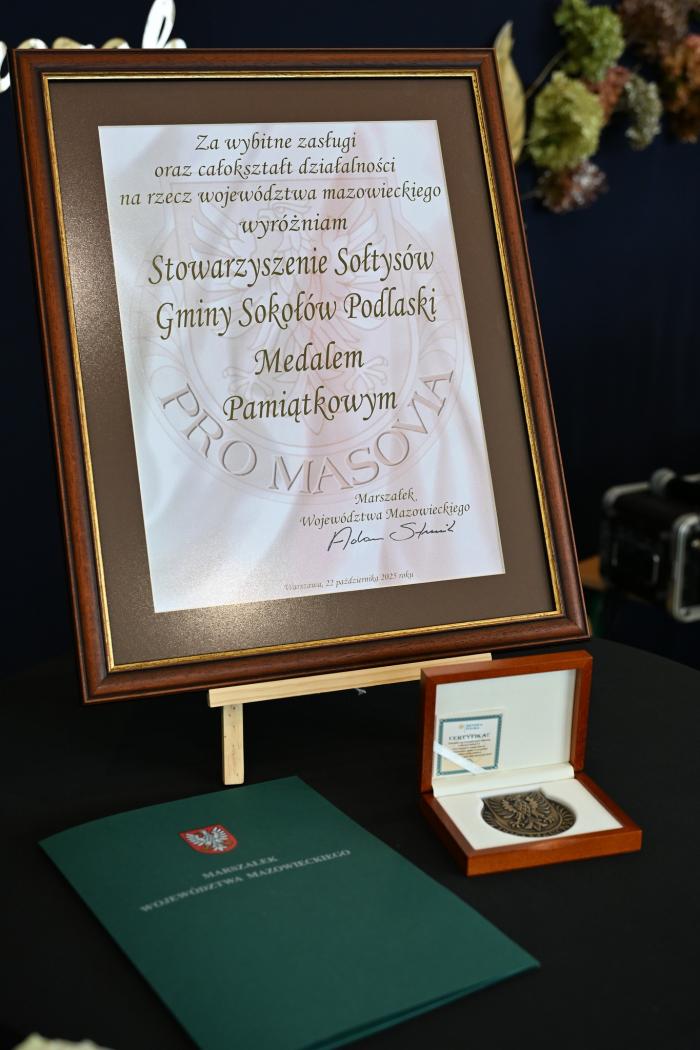 Za wybitne zasługi
oraz całokształt działalności
na rzecz województwa mazowieckiego
wyróżniam
Stowarzyszenie Sołtysów
Gminy Sokołów Podlaski
Medalem
Pamiątkowym
PRO MASOVIA
Marszałek
Województwa Mazowieckiego
Warszawa, 22 października 2025 roku
CERTYFIKAT
MARSZAŁEK
WOJEWÓDZTWA MAZOWIECKIEGO